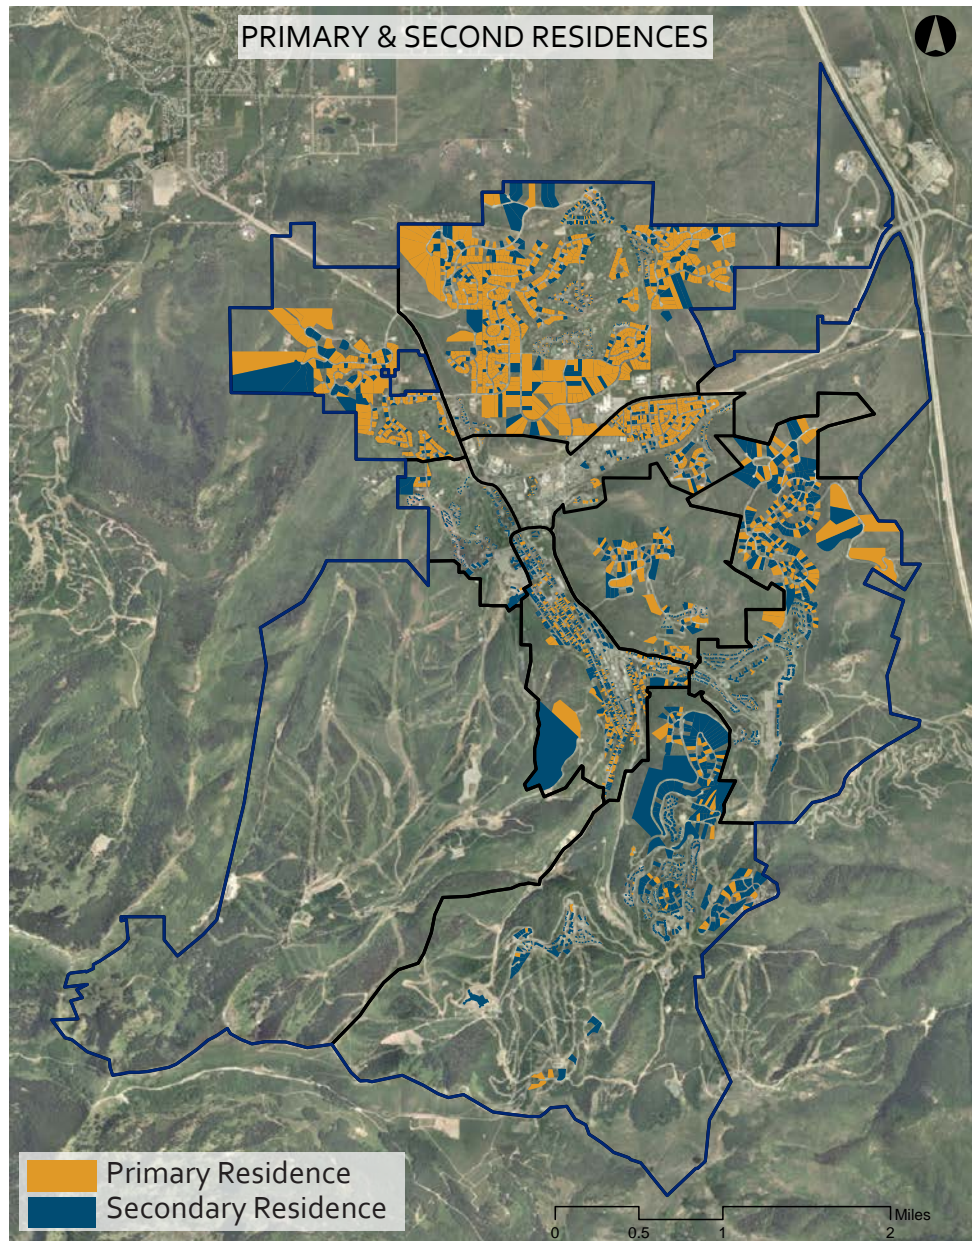 PRIMARY & SECOND RESIDENCES
Primary Residence
Secondary Residence
Miles
0 0.5 1 2